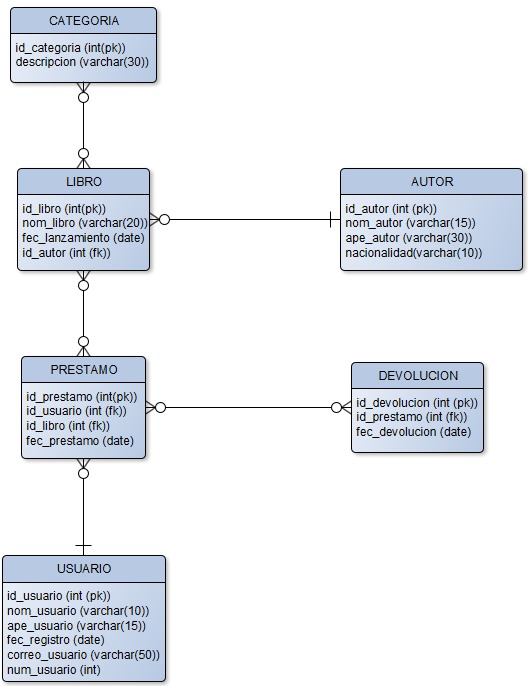 CATEGORIA
id_categoria (int(pk))
descripcion (varchar(30))
LIBRO
id_libro (int(pk))
nom_libro (varchar(20))
fec_lanzamiento (date)
id_autor (int (fk))
AUTOR
id_autor (int (pk))
nom_autor (varchar(15))
ape_autor (varchar(30))
nacionalidad(varchar(10))
PRESTAMO
id_prestamo (int(pk))
id_usuario (int (fk))
id_libro (int (fk))
fec_prestamo (date)
DEVOLUCION
id_devolucion (int (pk))
id_prestamo (int (fk))
fec_devolucion (date)
USUARIO
id_usuario (int (pk))
nom_usuario (varchar(10))
ape_usuario (varchar(15))
fec_registro (date)
correo_usuario (varchar(50))
num_usuario (int)